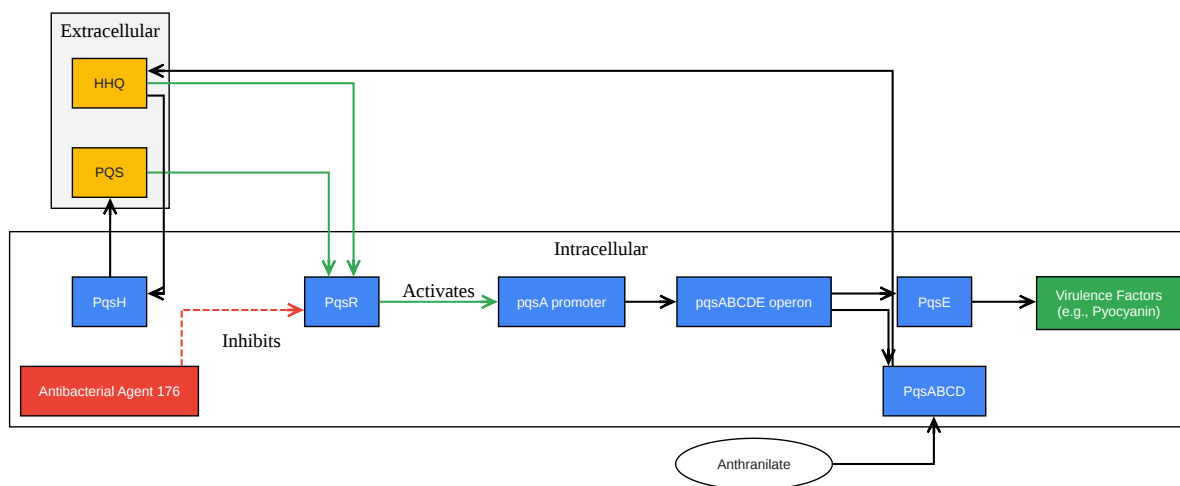 Extracellular
HHQ
PQS
Intracellular
PqsH
PqsR
Activates
pqsA promoter
pqsABCDE operon
PqsE
Virulence Factors
(e.g., Pyocyanin)
Inhibits
Antibacterial Agent 176
PqsABCD
Anthranilate